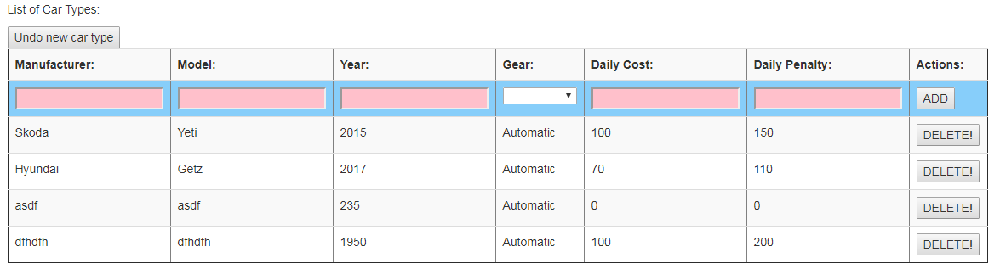 List of Car Types:
Undo new car type
Manufacturer: Model: Year: Gear: Daily Cost: Daily Penalty: Actions:
ADD
Skoda Yeti 2015 Automatic 100 150 DELETE!
Hyundai Getz 2017 Automatic 70 110 DELETE!
asdf asdf 235 Automatic 0 0 DELETE!
dfhdfh dfhdfh 1950 Automatic 100 200 DELETE!